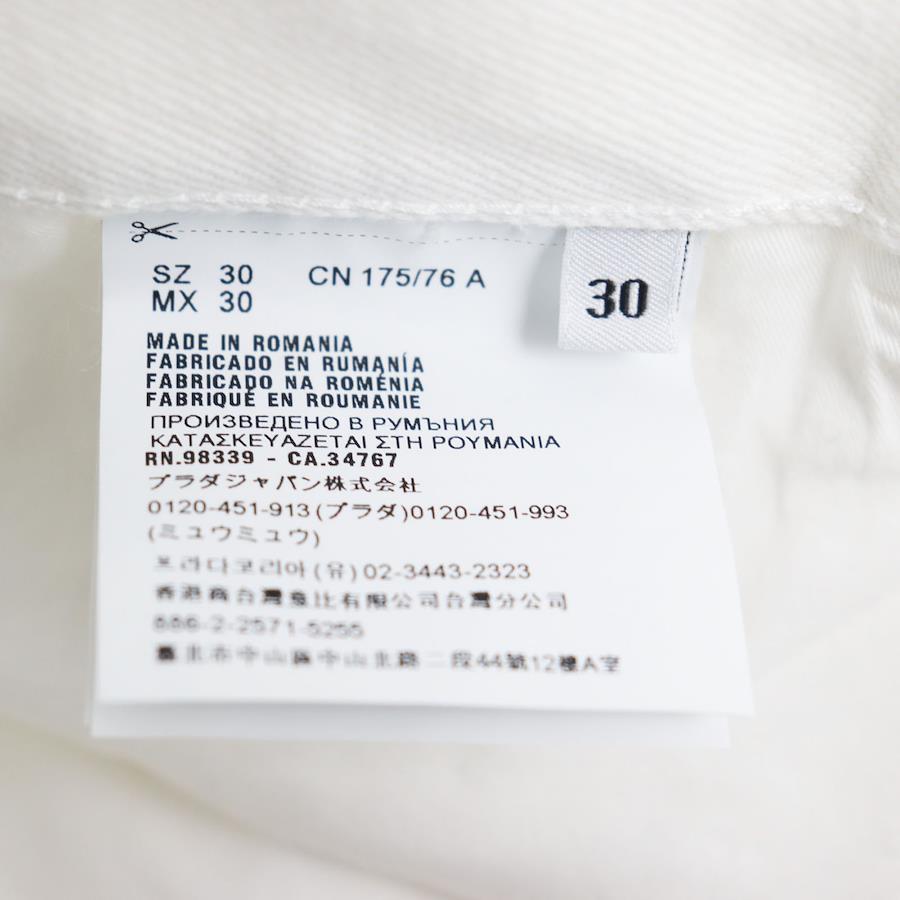 SZ 30 CN 175/76 A
MX 30
30
MADE IN ROMANIA
FABRICADO EN RUMANÍA
FABRICADO NA ROMÉNIA
FABRIQUÉ EN ROUMANIE
ПРОИЗВЕДЕНО В РУМЪНИЯ
ΚΑΤΑΣΚΕΥΑΖΕΤΑΙ ΣΤΗ ΡΟΥΜΑΝΙΑ
RN.98339 - CA.34767
プラダジャパン株式会社
0120-451-913(プラダ)0120-451-993
(ミュウミュウ)
프라다코리아(유)02-3443-2323
香港商台灣象比有限公司台灣分公司
886-2-2571-5255
臺北市中山區中山北路二段44號12樓A室